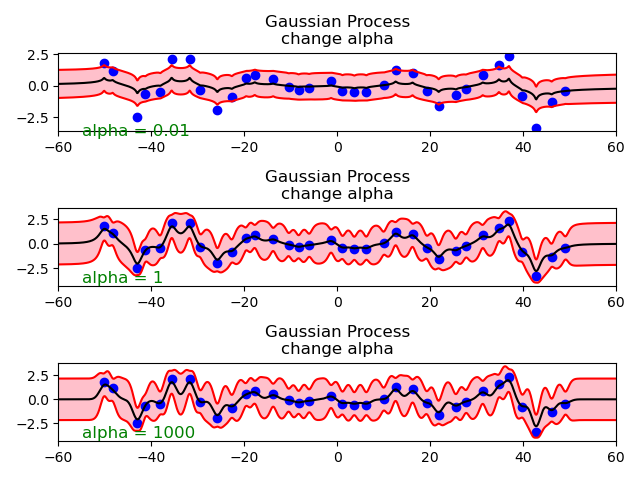 Gaussian Process
change alpha
2.5
0.0
−2.5
alpha = 0.01
−60 −40 −20 0 20 40 60
Gaussian Process
change alpha
2.5
0.0
−2.5
alpha = 1
−60 −40 −20 0 20 40 60
Gaussian Process
change alpha
2.5
0.0
−2.5
alpha = 1000
−60 −40 −20 0 20 40 60